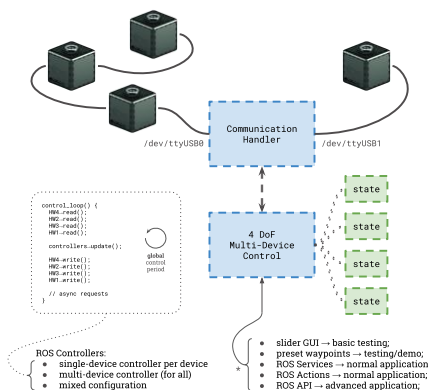 Communication
Handler
/dev/ttyUSB0
/dev/ttyUSB1
state
state
state
state
4 DoF
Multi-Device
Control
control_loop() {
HW4.read();
HW2.read();
HW3.read();
HW1.read();
controllers.update();
HW4.write();
HW2.write();
HW3.write();
HW1.write();
// async requests
}
global
control
period
ROS Controllers:
● single-device controller per device
● multi-device controller (for all)
● mixed configuration
*
● slider GUI → basic testing;
● preset waypoints → testing/demo;
● ROS Services → normal application
● ROS Actions → normal application;
● ROS API → advanced application;